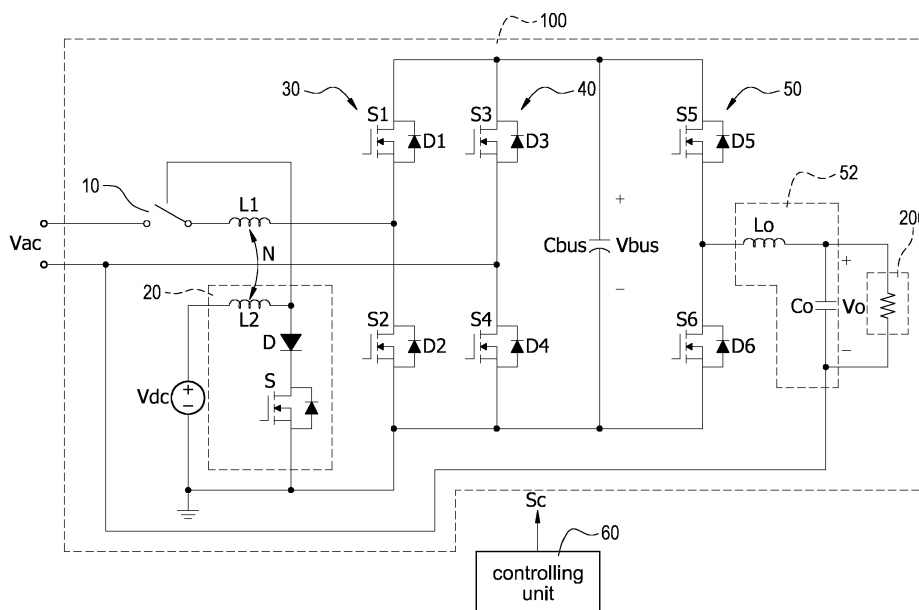 100
30
40
50
S1
D1
S3
D3
S5
D5
10
L1
52
Lo
200
Vac
N
+
Cbus
Vbus
−
+
Co
Vo
−
20
L2
D
S2
D2
S4
D4
S6
D6
Vdc
+
−
S
Sc
60
controlling
unit